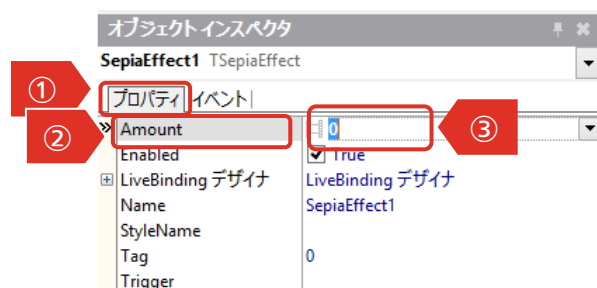 オブジェクト インスペクタ
SepiaEffect1 TSepiaEffect
①
プロパティ イベント
② Amount 0 ③
Enabled True
LiveBinding デザイナ LiveBinding デザイナ
Name SepiaEffect1
StyleName
Tag 0
Trigger